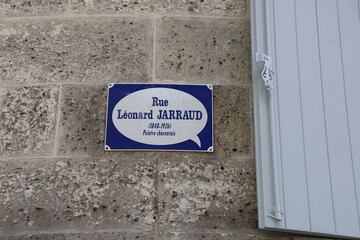 Rue
Léonard JARRAUD
(1848-1926)
Peintre charentais